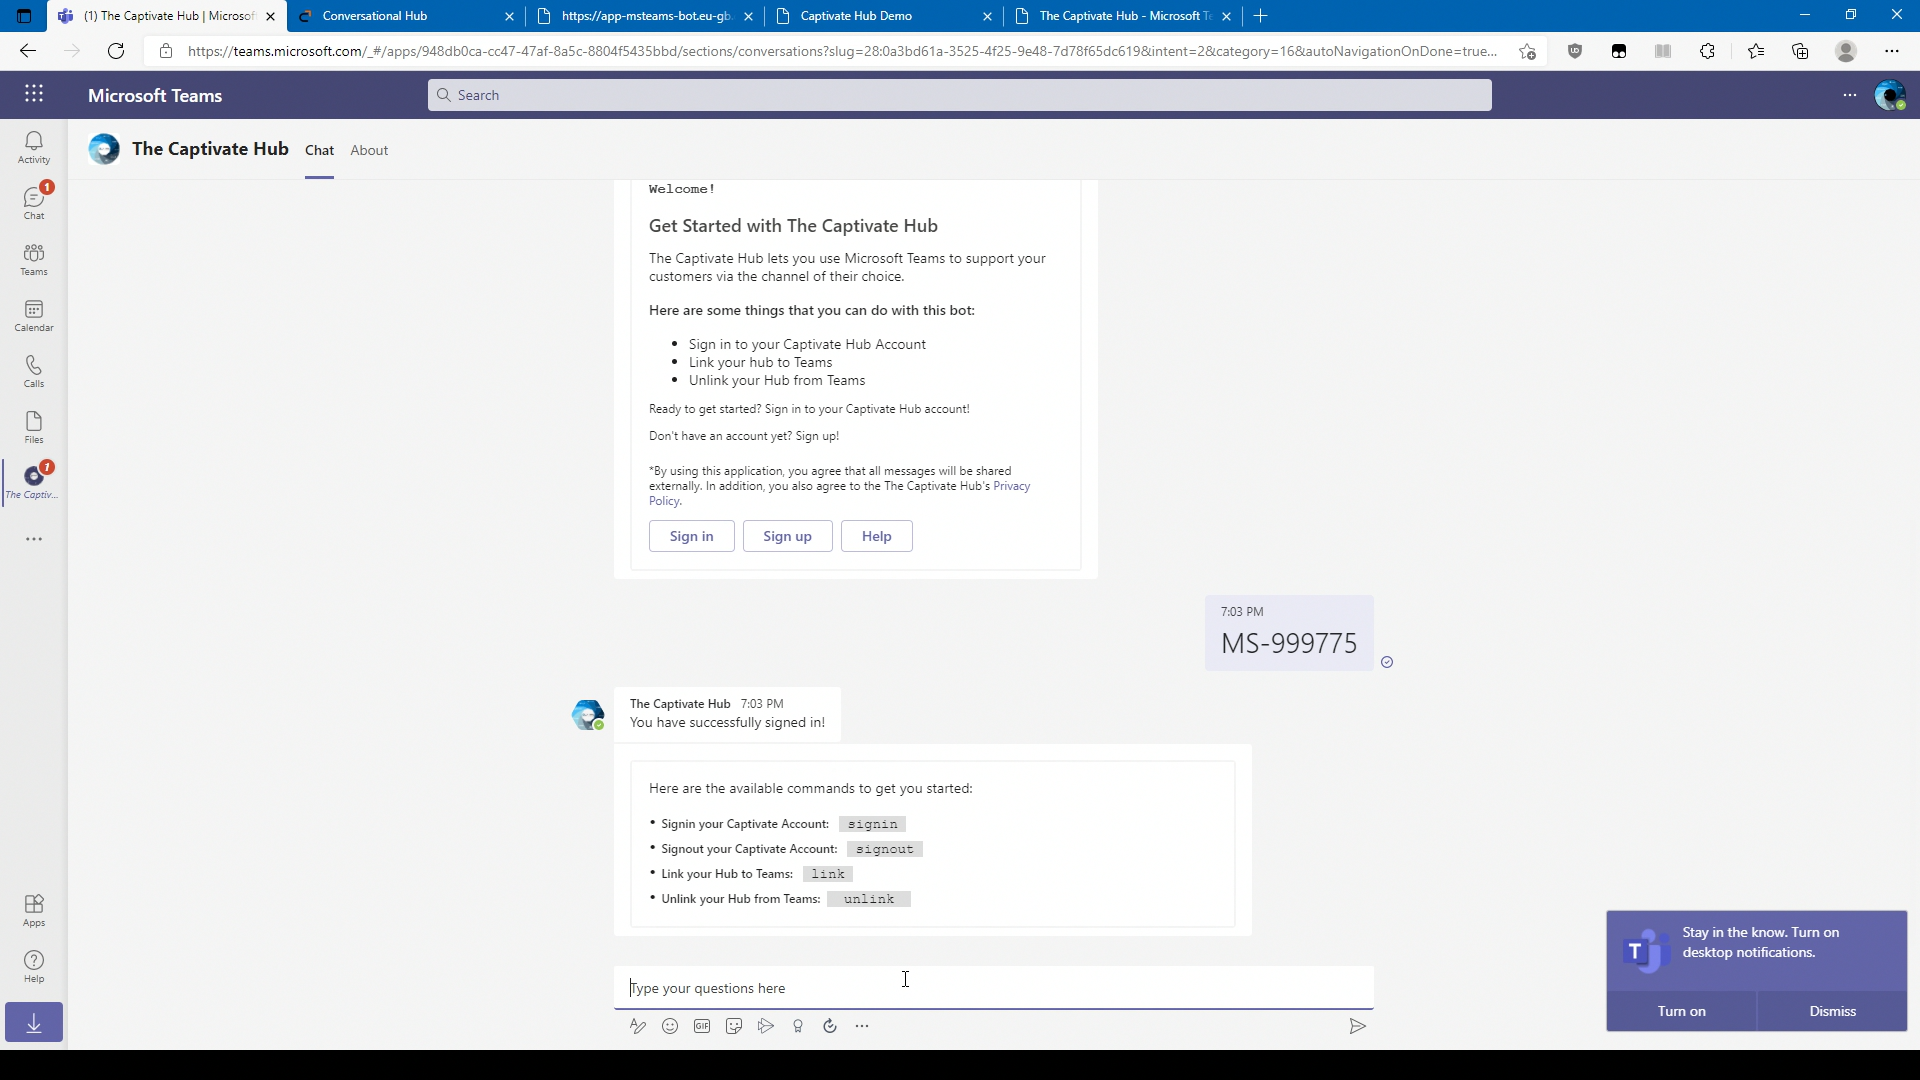 (1) The Captivate Hub | Microsof
Conversational Hub
https://app-msteams-bot.eu-gb.
Captivate Hub Demo
The Captivate Hub - Microsoft Te
https://teams.microsoft.com/_#/apps/948db0ca-cc47-47af-8a5c-8804f5435bbd/sections/conversations?slug=28:0a3bd61a-3525-4f25-9e48-7d78f65dc619&intent=2&category=16&autoNavigationOnDone=true...
Microsoft Teams
Search
The Captivate Hub
Chat
About
Activity
1
Chat
Teams
Calendar
Calls
Files
1
The Captiv...
Apps
Help
Welcome!
Get Started with The Captivate Hub
The Captivate Hub lets you use Microsoft Teams to support your
customers via the channel of their choice.
Here are some things that you can do with this bot:
• Sign in to your Captivate Hub Account
• Link your hub to Teams
• Unlink your Hub from Teams
Ready to get started? Sign in to your Captivate Hub account!
Don't have an account yet? Sign up!
*By using this application, you agree that all messages will be shared
externally. In addition, you also agree to the The Captivate Hub's Privacy
Policy.
Sign in
Sign up
Help
7:03 PM
MS-999775
The Captivate Hub 7:03 PM
You have successfully signed in!
Here are the available commands to get you started:
• Signin your Captivate Account: signin
• Signout your Captivate Account: signout
• Link your Hub to Teams: link
• Unlink your Hub from Teams: unlink
Type your questions here
GIF
T
Stay in the know. Turn on
desktop notifications.
Turn on
Dismiss